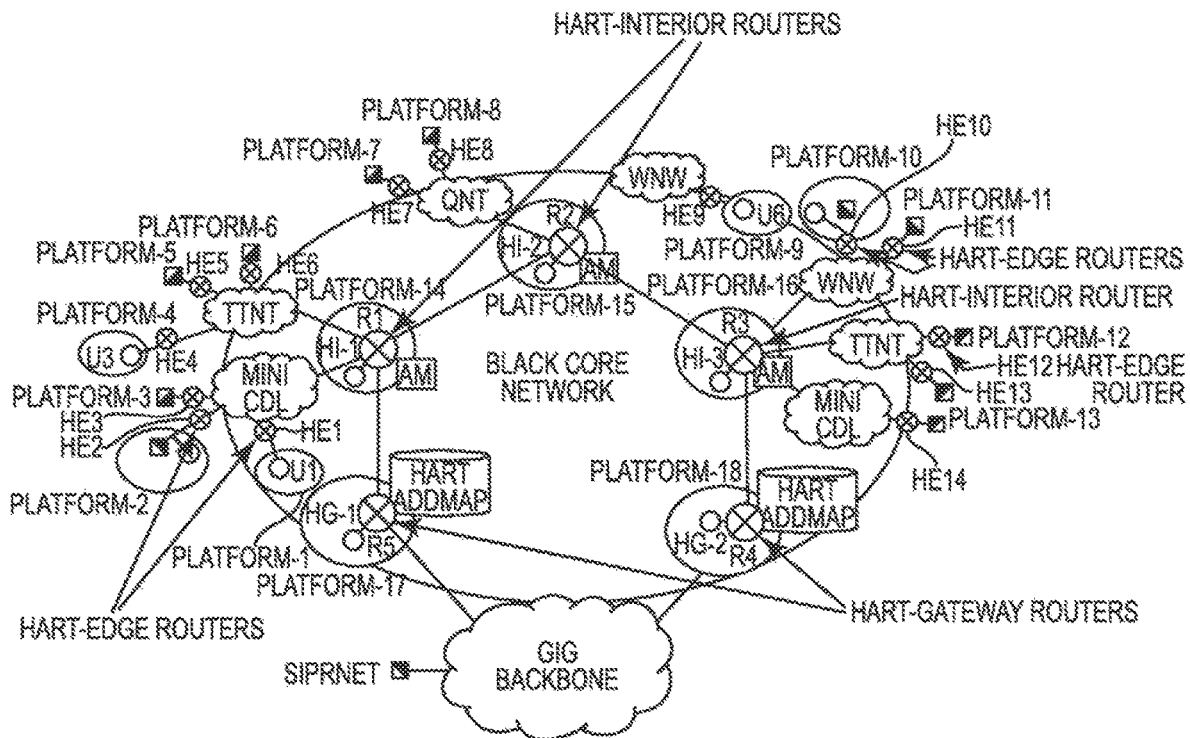 HART-INTERIOR ROUTERS
PLATFORM-8
HE8
PLATFORM-7
HE7
QNT
WNW
HE9
U6
PLATFORM-9
HE10
PLATFORM-10
PLATFORM-11
HE11
HART-EDGE ROUTERS
WNW
PLATFORM-16
HART-INTERIOR ROUTER
PLATFORM-6
PLATFORM-5
HE5
HE6
TTNT
PLATFORM-14
R2
HI-2
AM
PLATFORM-15
PLATFORM-4
U3
HE4
R1
HI-1
AM
BLACK CORE
NETWORK
R3
HI-3
AM
TTNT
PLATFORM-12
HE12
HART-EDGE
ROUTER
HE13
MINI
CDL
PLATFORM-3
HE3
HE2
HE1
U1
PLATFORM-2
MINI
CDL
PLATFORM-13
HE14
PLATFORM-1
HART
ADDMAP
HG-1
R5
PLATFORM-17
PLATFORM-18
HART
ADDMAP
HG-2
R4
HART-EDGE ROUTERS
HART-GATEWAY ROUTERS
SIPRNET
GIG
BACKBONE